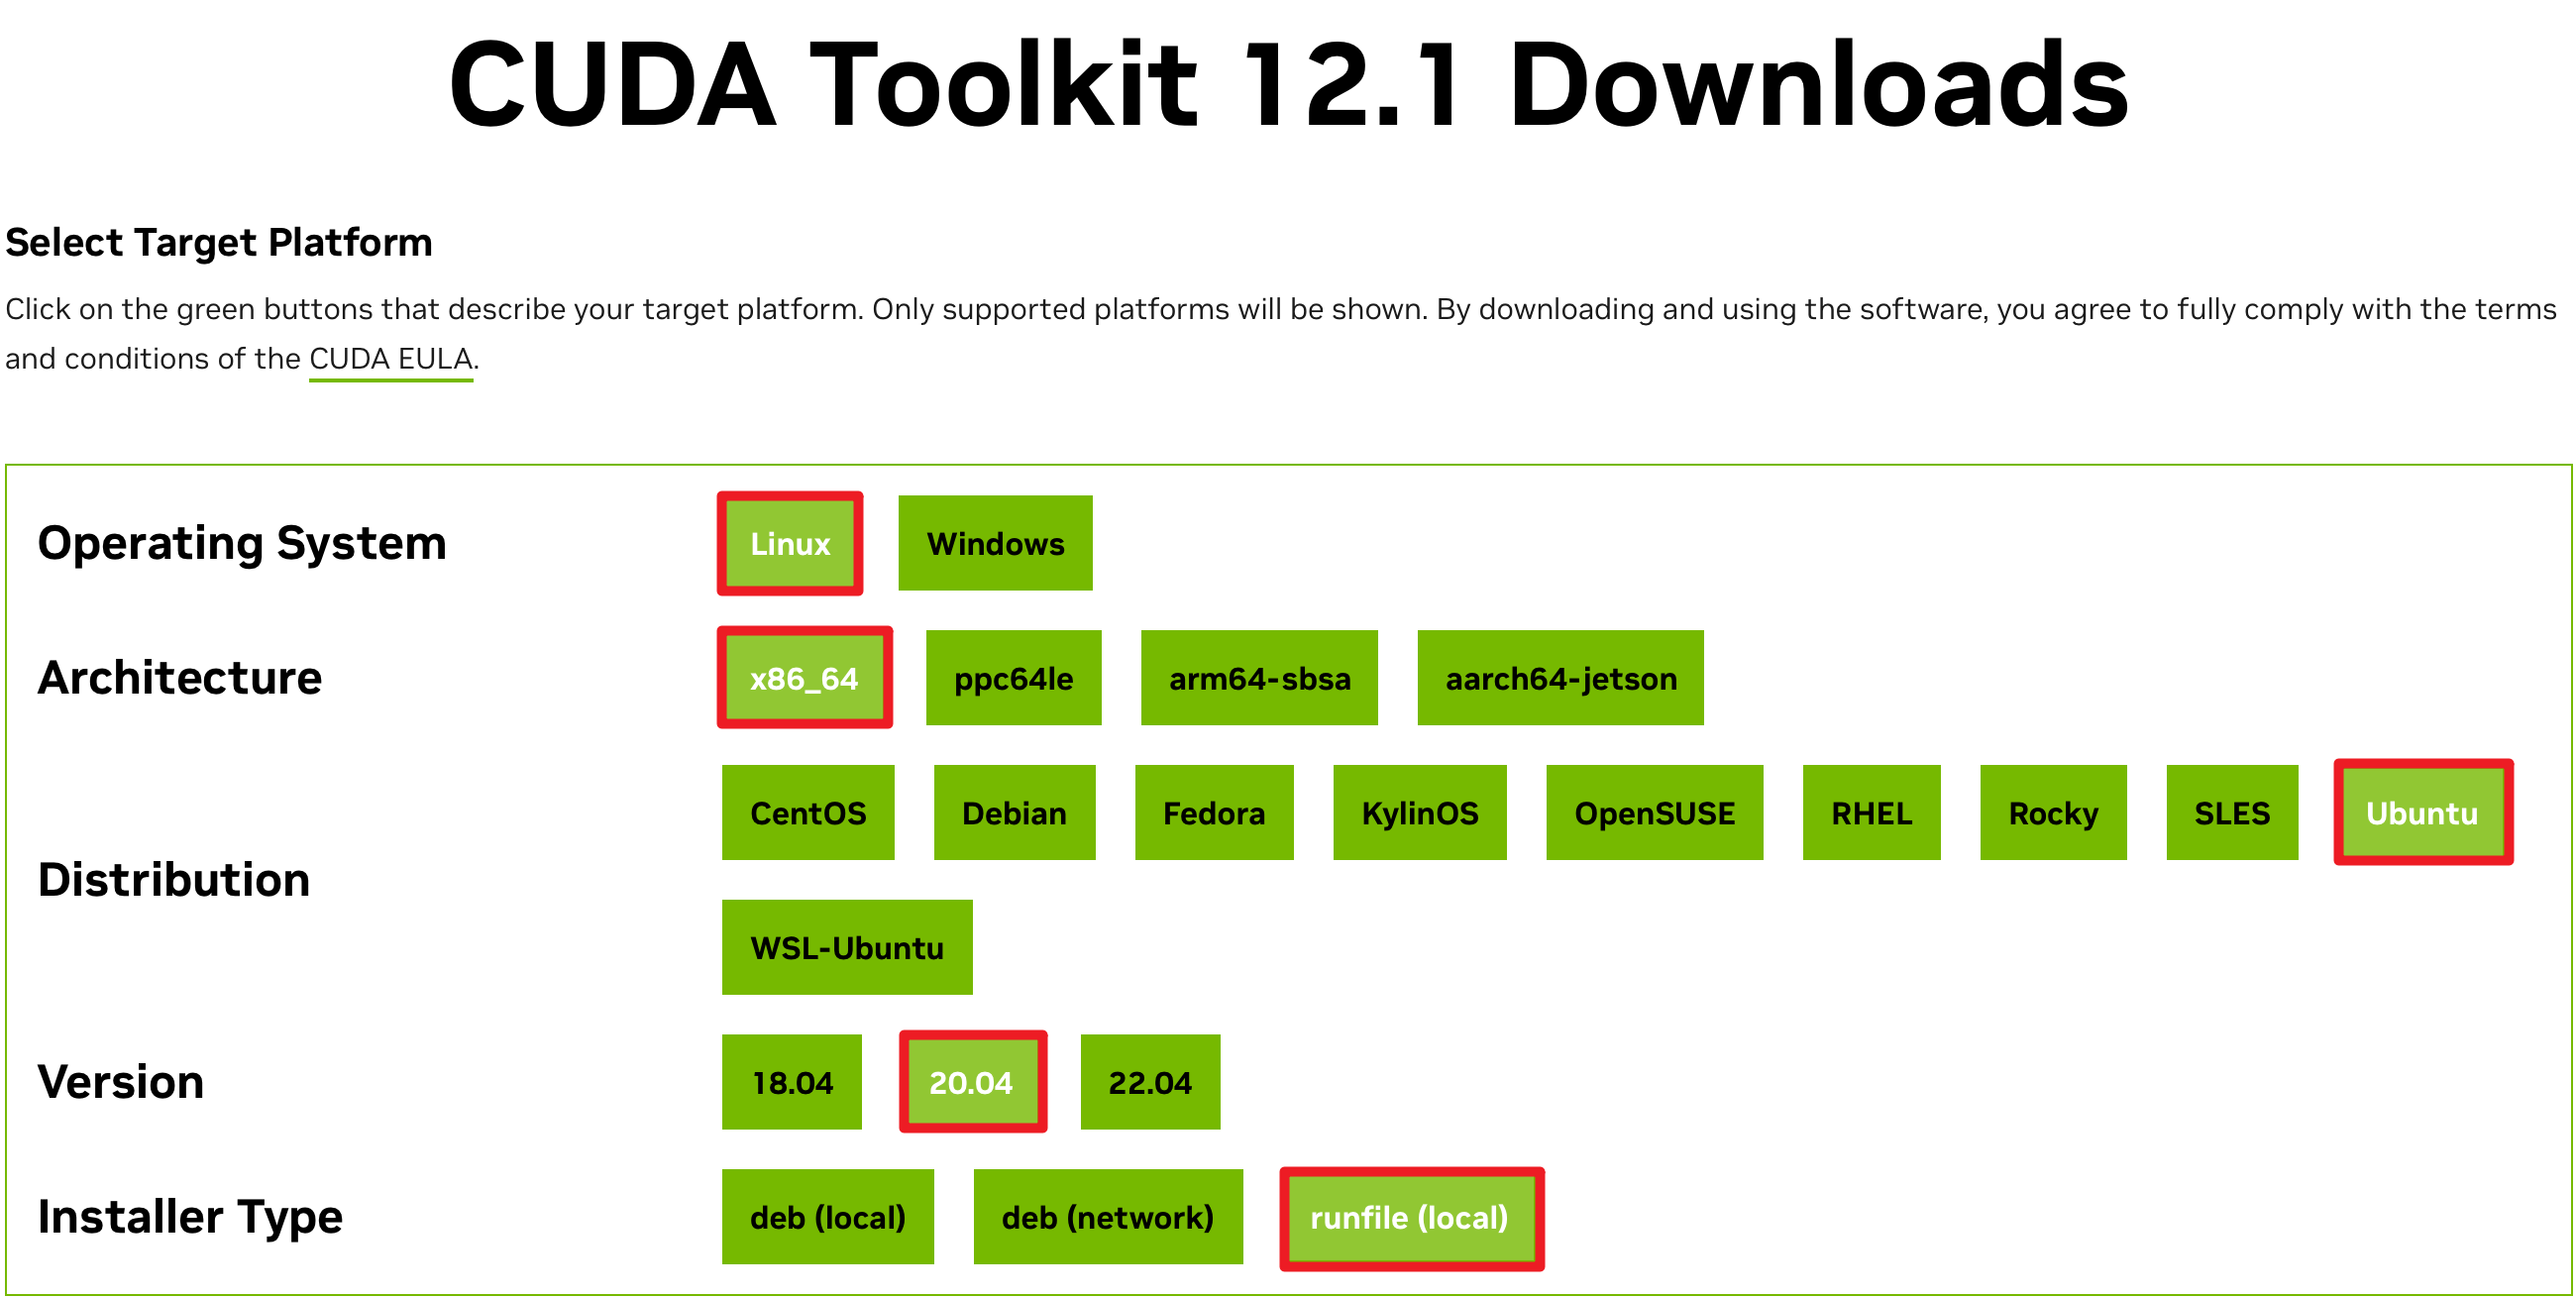 CUDA Toolkit 12.1 Downloads
Select Target Platform
Click on the green buttons that describe your target platform. Only supported platforms will be shown. By downloading and using the software, you agree to fully comply with the terms
and conditions of the CUDA EULA.
Operating System Linux Windows
Architecture x86_64 ppc64le arm64-sbsa aarch64-jetson
CentOS Debian Fedora KylinOS OpenSUSE RHEL Rocky SLES Ubuntu
Distribution
WSL-Ubuntu
Version 18.04 20.04 22.04
Installer Type deb (local) deb (network) runfile (local)